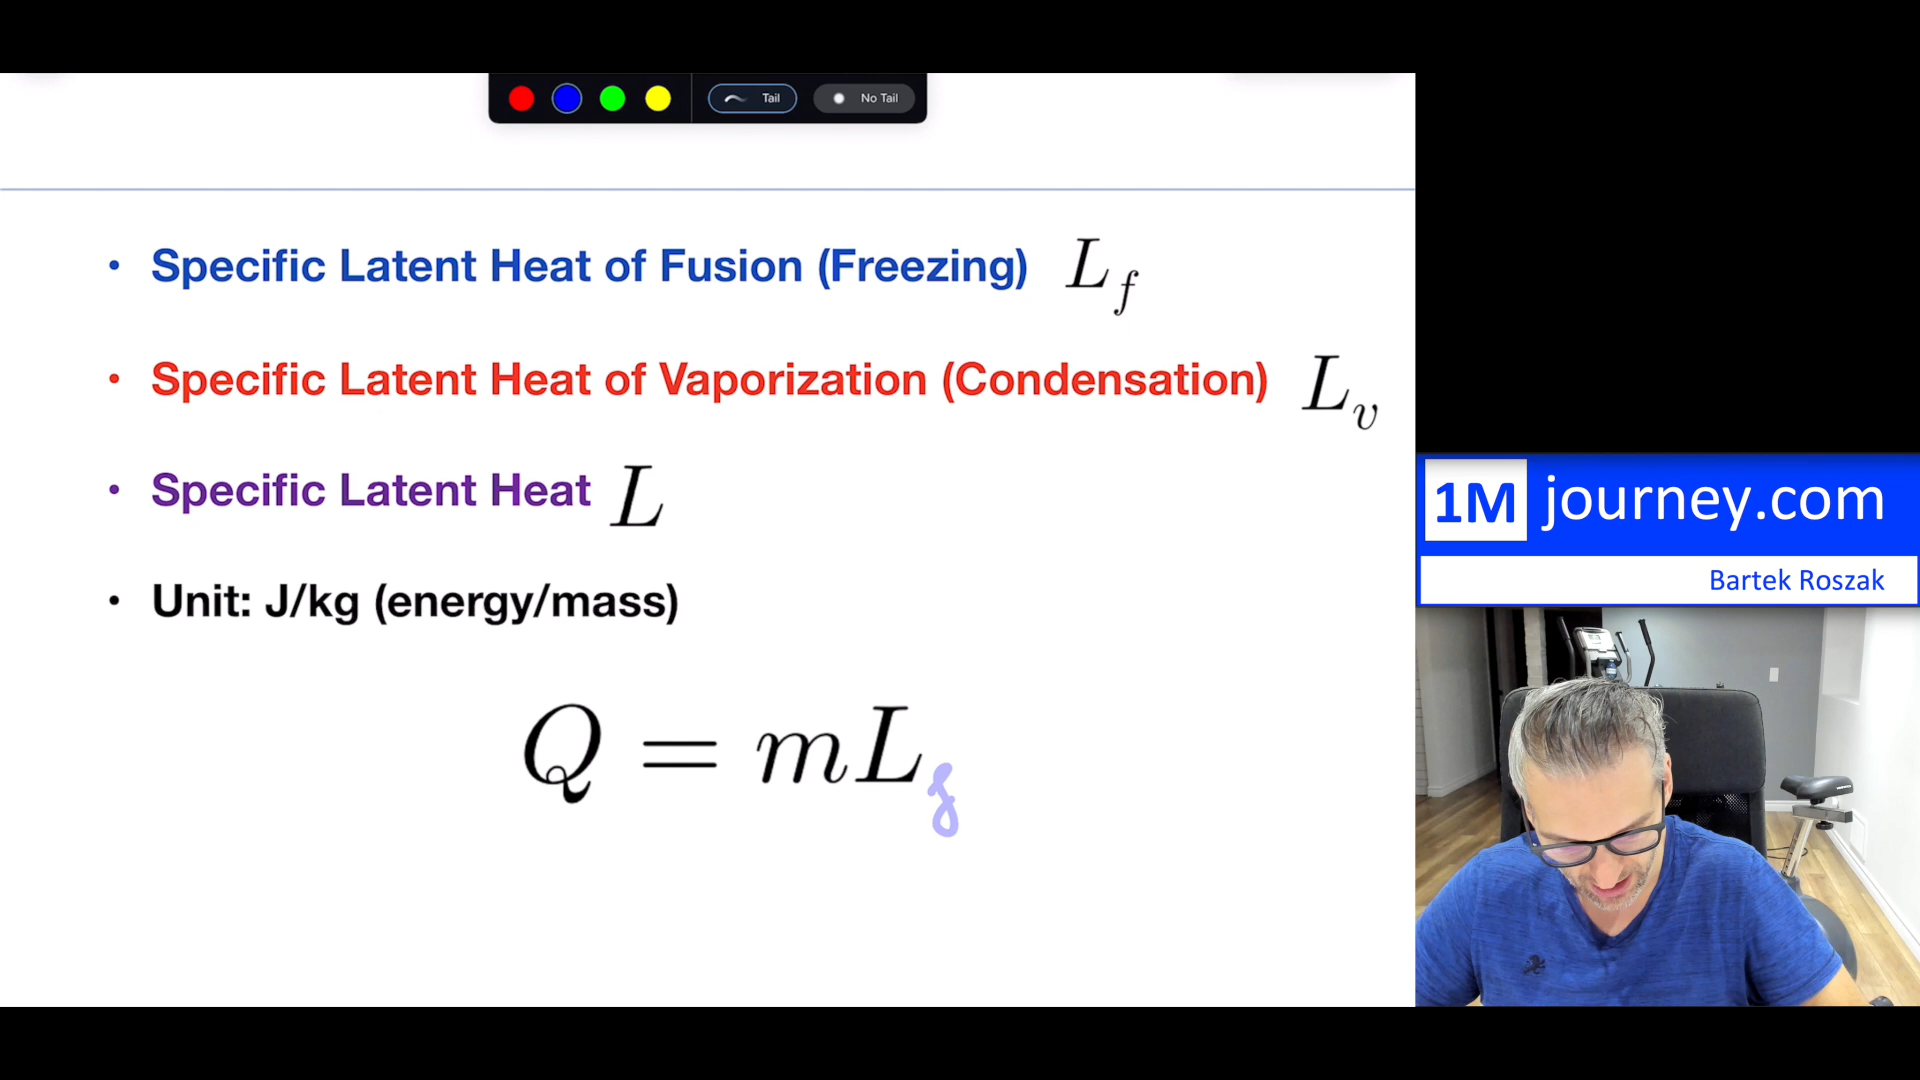 Tail No Tail
• Specific Latent Heat of Fusion (Freezing) L_f
• Specific Latent Heat of Vaporization (Condensation) L_v
• Specific Latent Heat L
• Unit: J/kg (energy/mass)
Q = mL
1M journey.com
Bartek Roszak